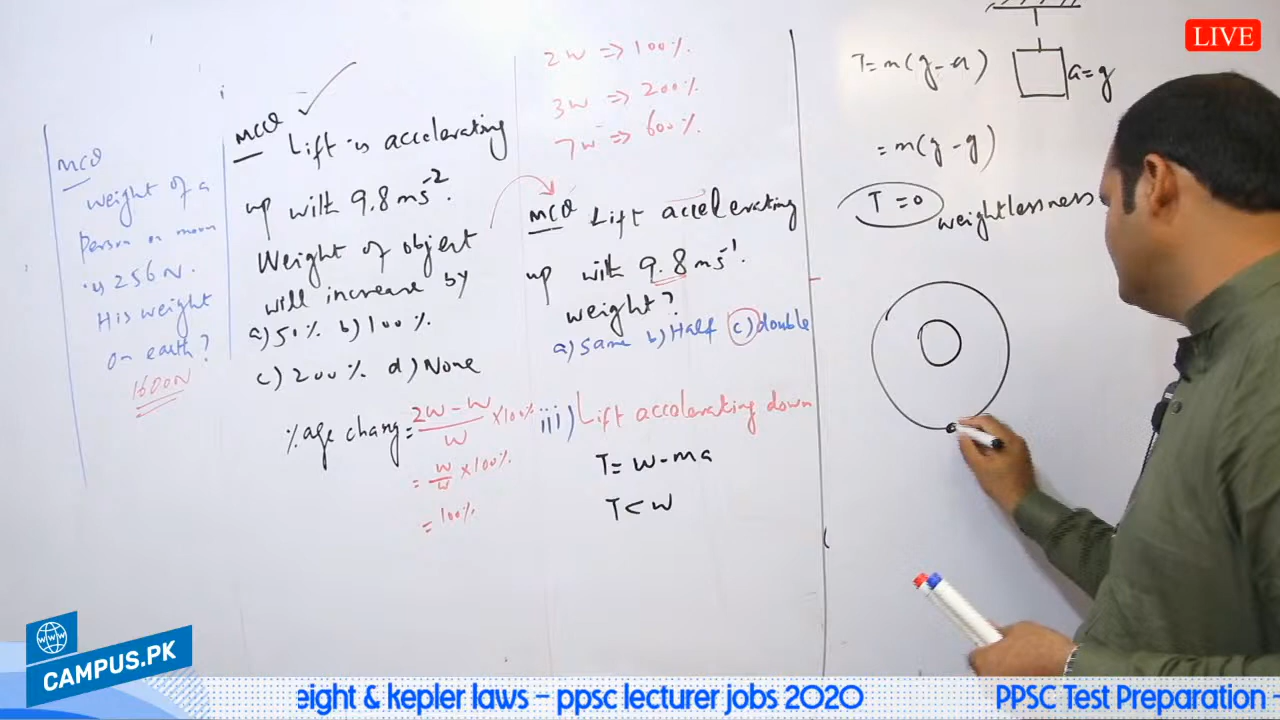 MCQ
weight of a
Person on moon
is 256 N.
His weight
on earth?
1600N
MCQ
Lift is accelerating
up with 9.8 ms⁻².
Weight of object
will increase by
a) 50% b) 100%.
c) 200% d) None
%age chang = 2W - W / W × 100%
= W/W × 100%.
= 100%
2W => 100%.
3W => 200%.
7W => 600%.
MCQ Lift accelerating
up with 9.8 ms⁻¹.
weight?
a) Same b) Half c) double
iii) Lift accelerating down
T = W - ma
T < W
T = m(g - a)
a = g
= m(g - g)
T = 0
weightlessness
LIVE
WWW
CAMPUS.PK
eight & kepler laws – ppsc lecturer jobs 2020
PPSC Test Preparation -